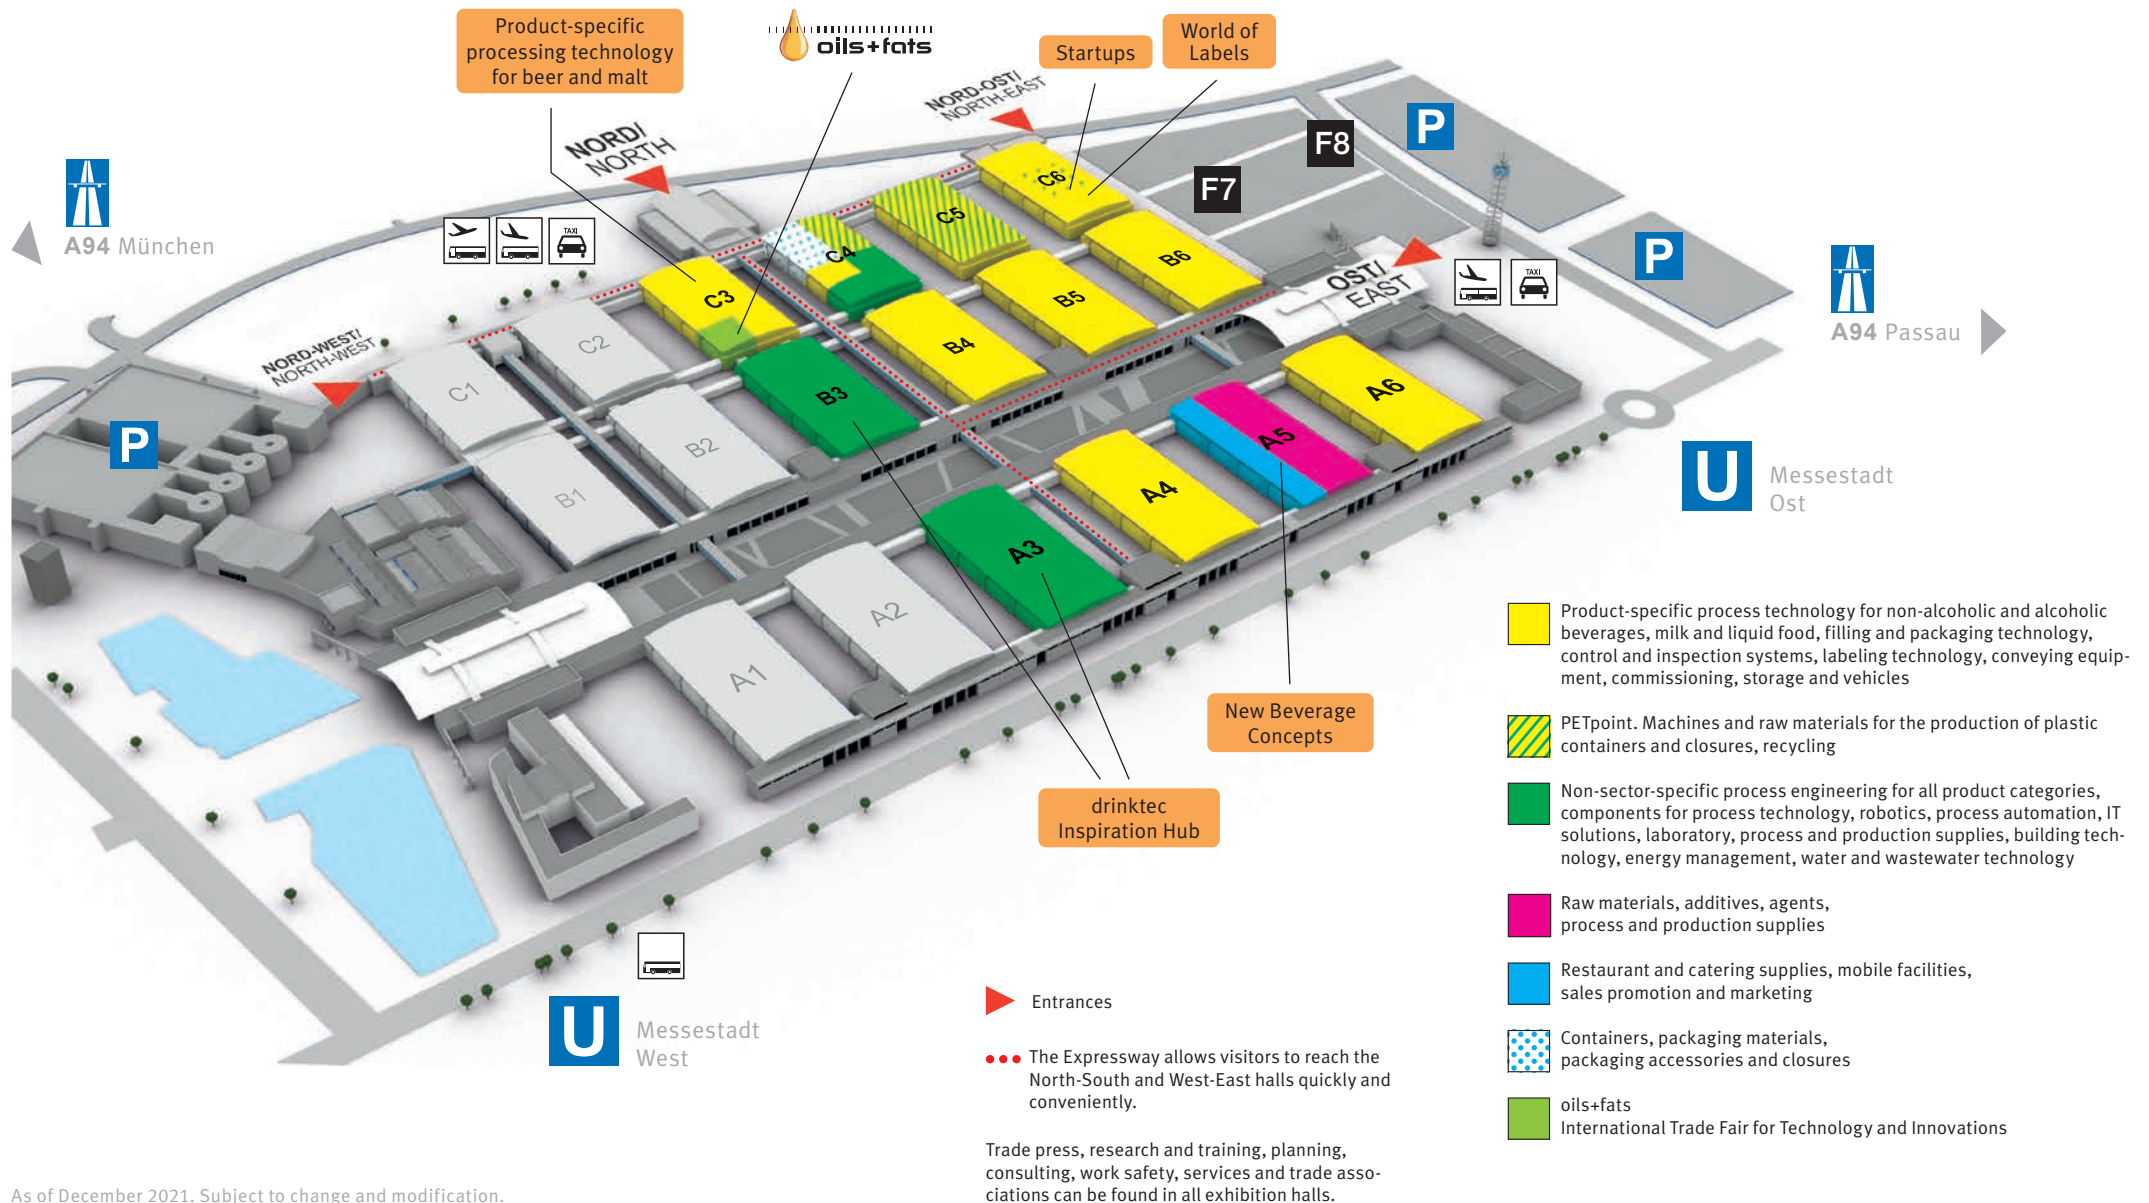 Product-specific
processing technology
for beer and malt
oils+fats
Startups
World of
Labels
NORD-OST/
NORTH-EAST
NORD/
NORTH
P
F8
F7
A94 München
TAXI
C6
C5
C4
B6
P
OST/
EAST
TAXI
A94 Passau
C3
B5
B4
NORD-WEST/
NORTH-WEST
C2
C1
B3
A6
A5
P
B2
B1
A4
U
Messestadt
Ost
A3
A2
A1
New Beverage
Concepts
drinktec
Inspiration Hub
Product-specific process technology for non-alcoholic and alcoholic
beverages, milk and liquid food, filling and packaging technology,
control and inspection systems, labeling technology, conveying equip-
ment, commissioning, storage and vehicles
PETpoint. Machines and raw materials for the production of plastic
containers and closures, recycling
Non-sector-specific process engineering for all product categories,
components for process technology, robotics, process automation, IT
solutions, laboratory, process and production supplies, building tech-
nology, energy management, water and wastewater technology
Raw materials, additives, agents,
process and production supplies
Restaurant and catering supplies, mobile facilities,
sales promotion and marketing
Containers, packaging materials,
packaging accessories and closures
oils+fats
International Trade Fair for Technology and Innovations
U
Messestadt
West
Entrances
The Expressway allows visitors to reach the
North-South and West-East halls quickly and
conveniently.
Trade press, research and training, planning,
consulting, work safety, services and trade asso-
ciations can be found in all exhibition halls.
As of December 2021. Subject to change and modification.